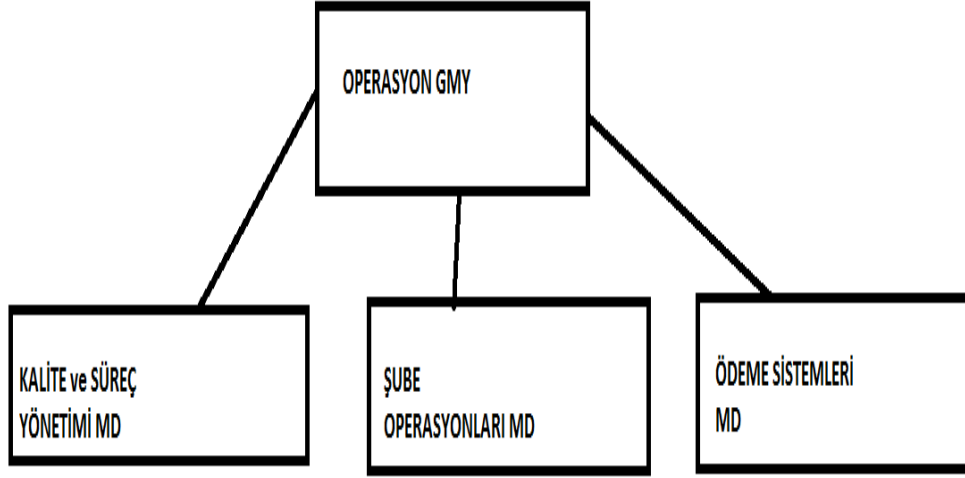 OPERASYON GMY
KALİTE ve SÜREÇ
YÖNETİMİ MD
ŞUBE
OPERASYONLARI MD
ÖDEME SİSTEMLERİ
MD